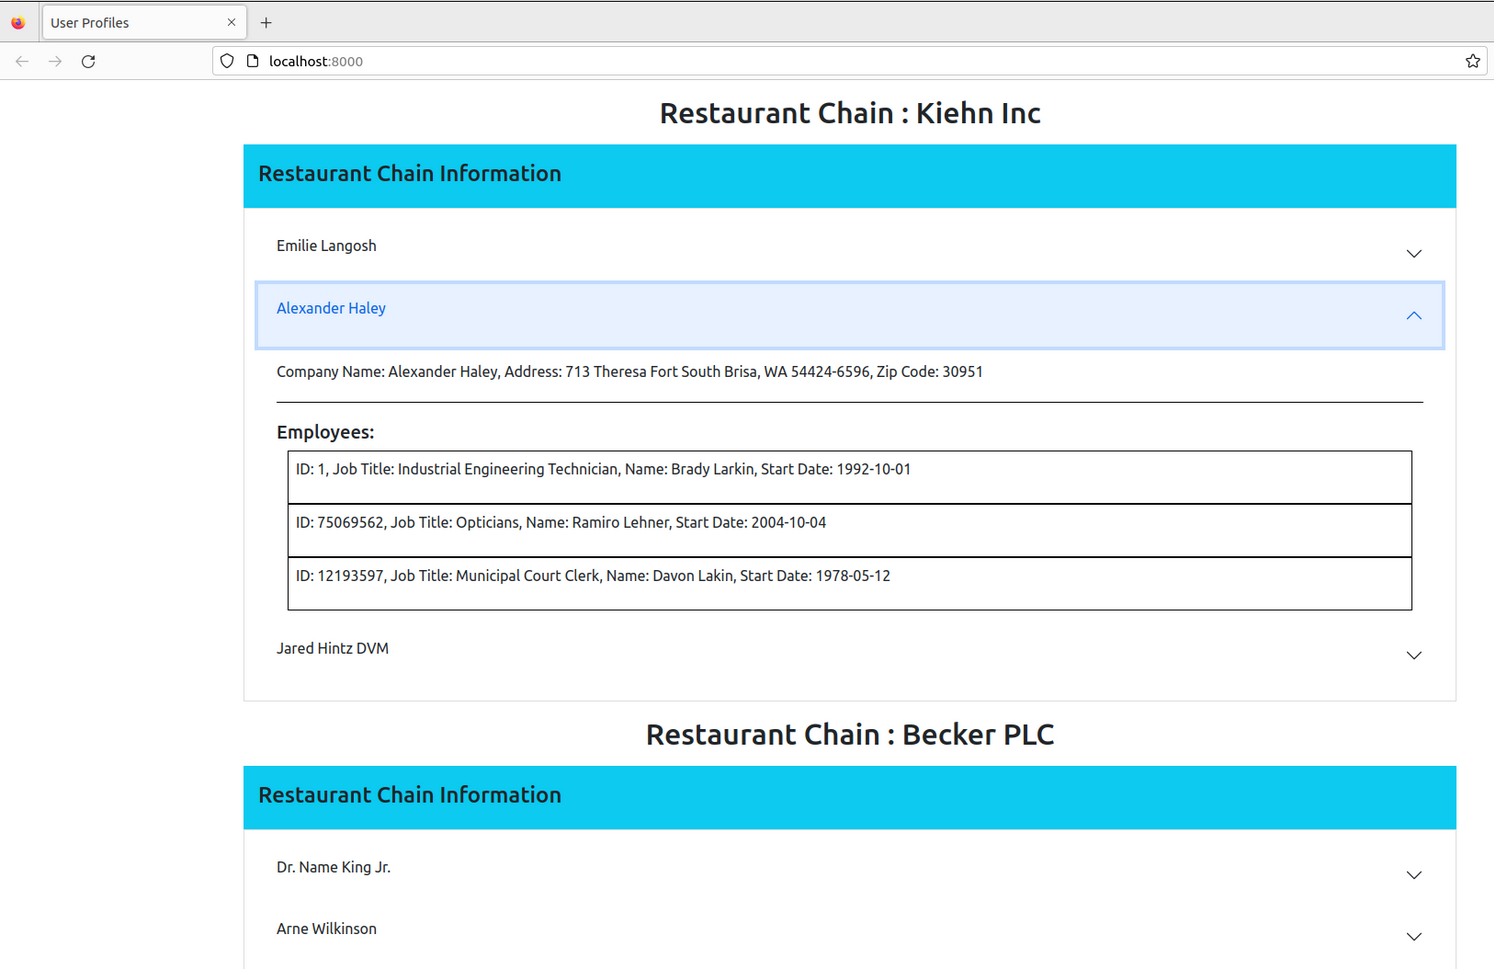 User Profiles
localhost:8000
Restaurant Chain : Kiehn Inc
Restaurant Chain Information
Emilie Langosh
Alexander Haley
Company Name: Alexander Haley, Address: 713 Theresa Fort South Brisa, WA 54424-6596, Zip Code: 30951
Employees:
ID: 1, Job Title: Industrial Engineering Technician, Name: Brady Larkin, Start Date: 1992-10-01
ID: 75069562, Job Title: Opticians, Name: Ramiro Lehner, Start Date: 2004-10-04
ID: 12193597, Job Title: Municipal Court Clerk, Name: Davon Lakin, Start Date: 1978-05-12
Jared Hintz DVM
Restaurant Chain : Becker PLC
Restaurant Chain Information
Dr. Name King Jr.
Arne Wilkinson